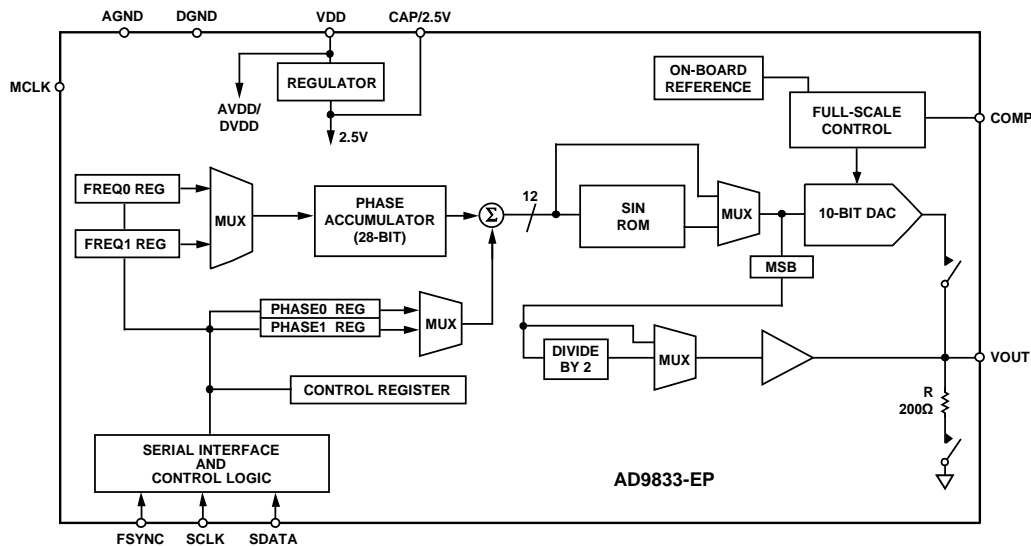 AGND
DGND
VDD
CAP/2.5V
MCLK
REGULATOR
AVDD/
DVDD
2.5V
ON-BOARD
REFERENCE
FULL-SCALE
CONTROL
COMP
FREQ0 REG
FREQ1 REG
MUX
PHASE
ACCUMULATOR
(28-BIT)
Σ
12
SIN
ROM
MUX
10-BIT DAC
MSB
PHASE0 REG
PHASE1 REG
MUX
DIVIDE
BY 2
MUX
VOUT
R
200Ω
CONTROL REGISTER
SERIAL INTERFACE
AND
CONTROL LOGIC
AD9833-EP
FSYNC
SCLK
SDATA